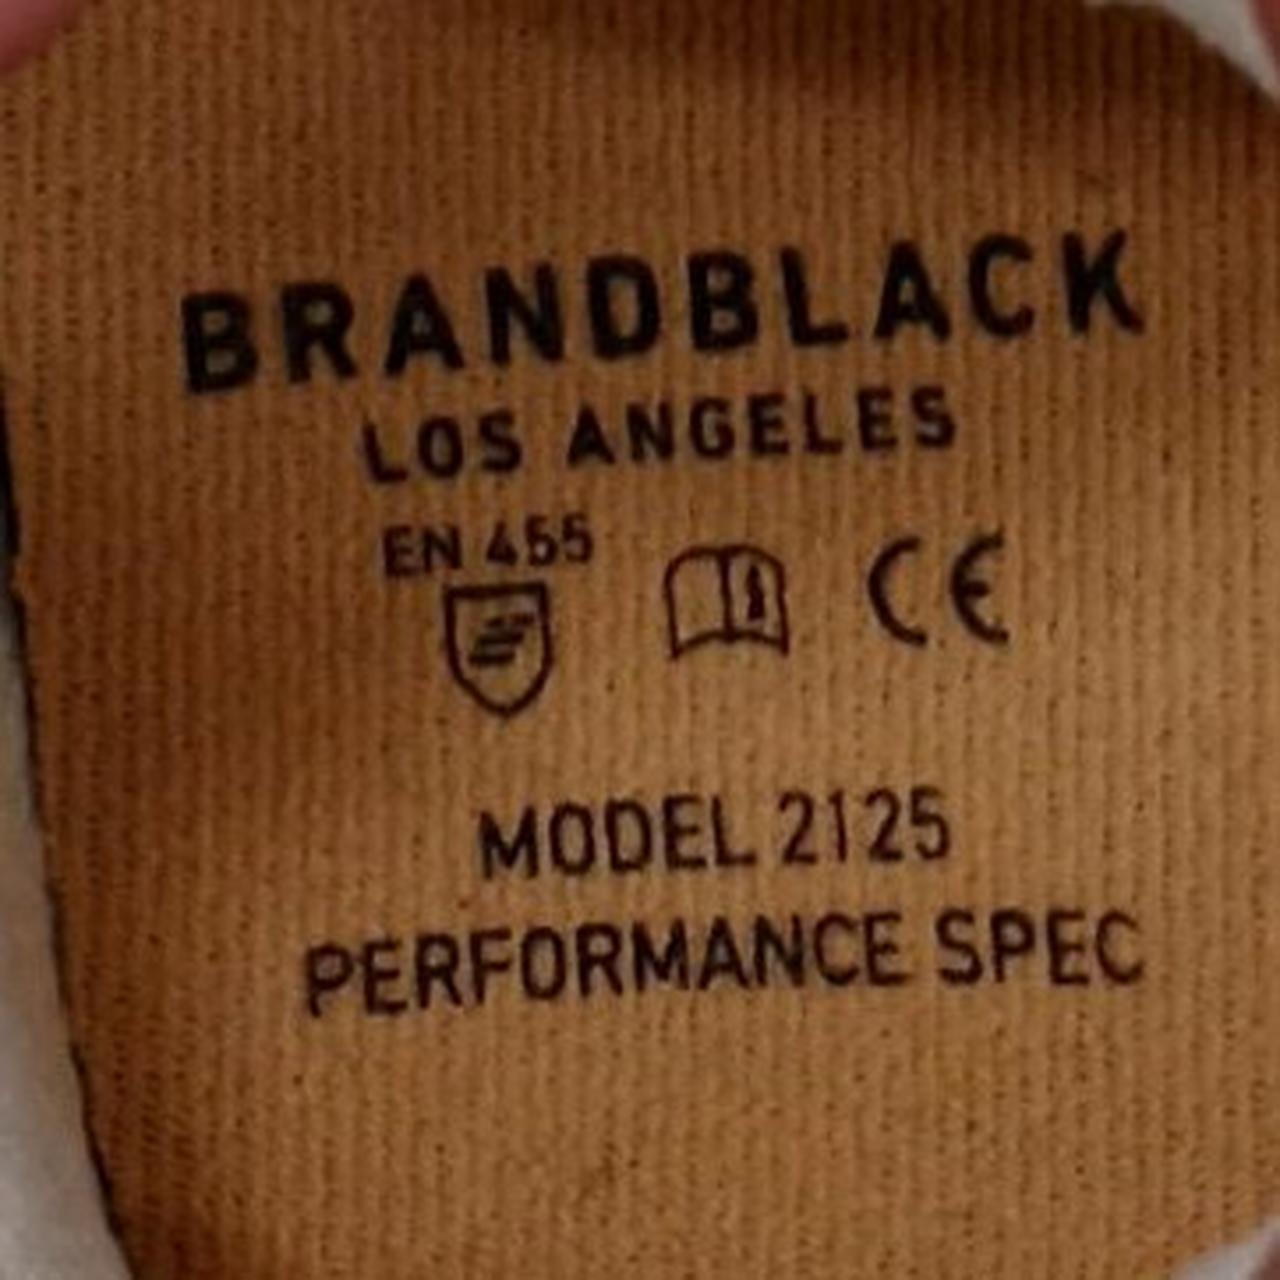 BRANDBLACK
LOS ANGELES
EN 455
CE
MODEL 2125
PERFORMANCE SPEC